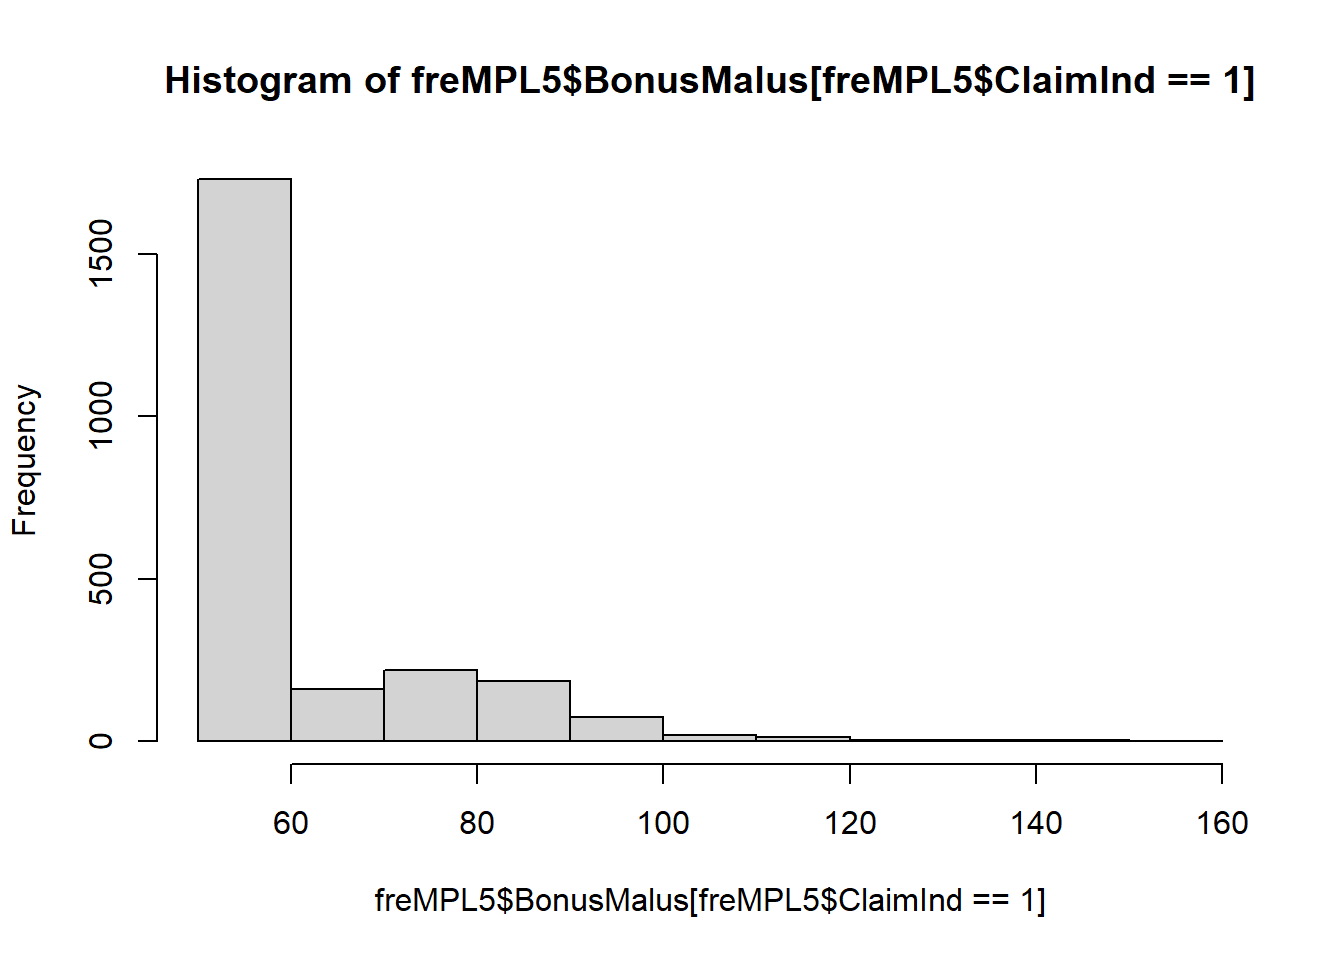 Histogram of freMPL5$BonusMalus[freMPL5$ClaimInd == 1]
Frequency
1500
1000
500
0
60 80 100 120 140 160
freMPL5$BonusMalus[freMPL5$ClaimInd == 1]